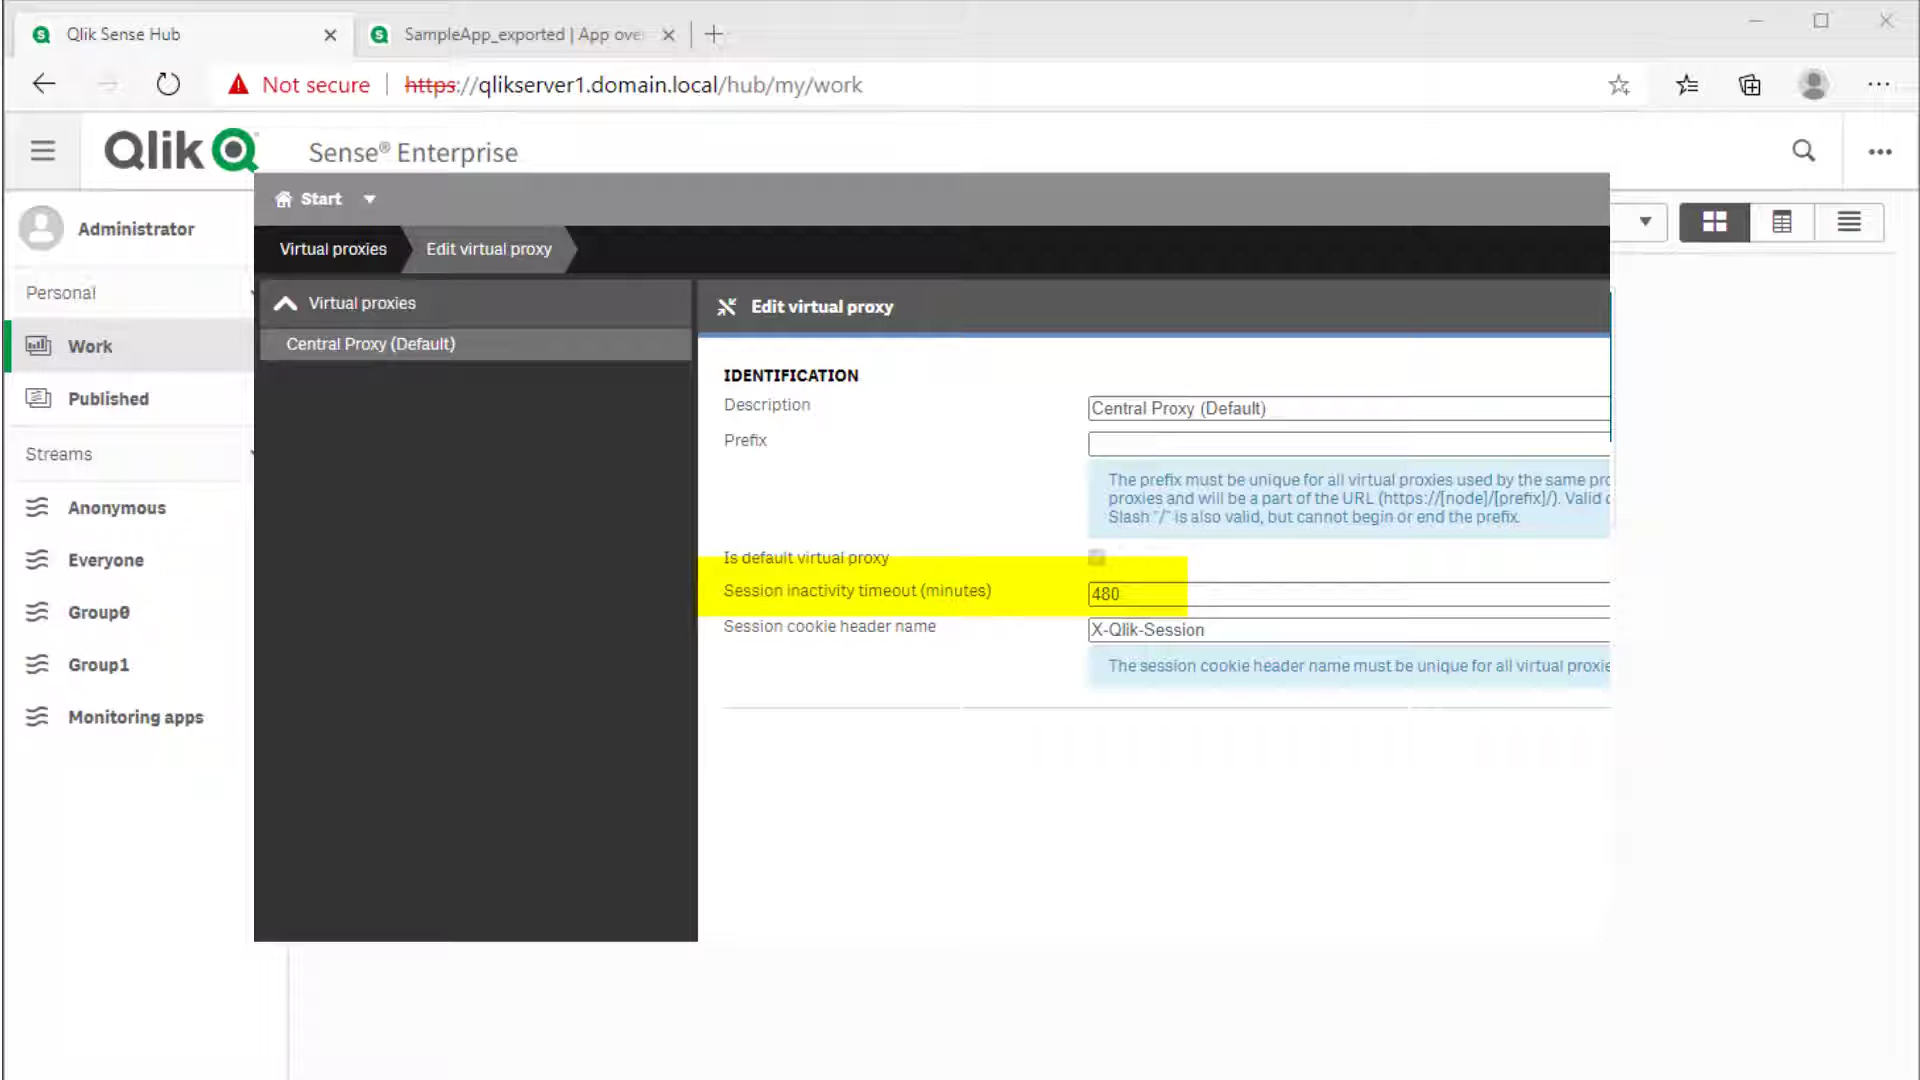 Qlik Sense Hub
SampleApp_exported | App ove
Not secure
https://qlikserver1.domain.local/hub/my/work
Qlik
Sense® Enterprise
Start
Administrator
Virtual proxies
Edit virtual proxy
Personal
Virtual proxies
Edit virtual proxy
Work
Central Proxy (Default)
IDENTIFICATION
Published
Description
Central Proxy (Default)
Prefix
Streams
The prefix must be unique for all virtual proxies used by the same pro
proxies and will be a part of the URL (https://[node]/[prefix]/). Valid c
Slash "/" is also valid, but cannot begin or end the prefix.
Anonymous
Everyone
Is default virtual proxy
Session inactivity timeout (minutes)
480
Group0
Session cookie header name
X-Qlik-Session
Group1
The session cookie header name must be unique for all virtual proxie
Monitoring apps